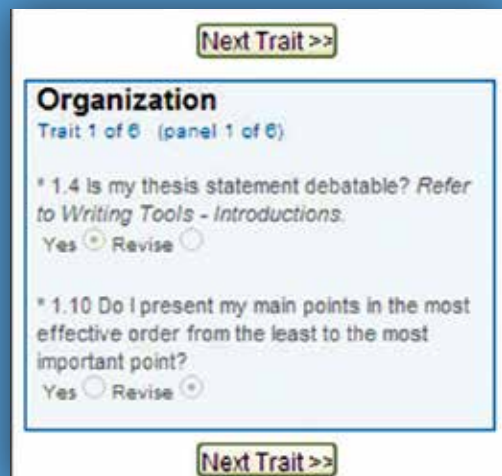 Next Trait >>
Organization
Trait 1 of 6 (panel 1 of 6)
* 1.4 Is my thesis statement debatable? Refer
to Writing Tools - Introductions.
Yes Revise
* 1.10 Do I present my main points in the most
effective order from the least to the most
important point?
Yes Revise
Next Trait >>